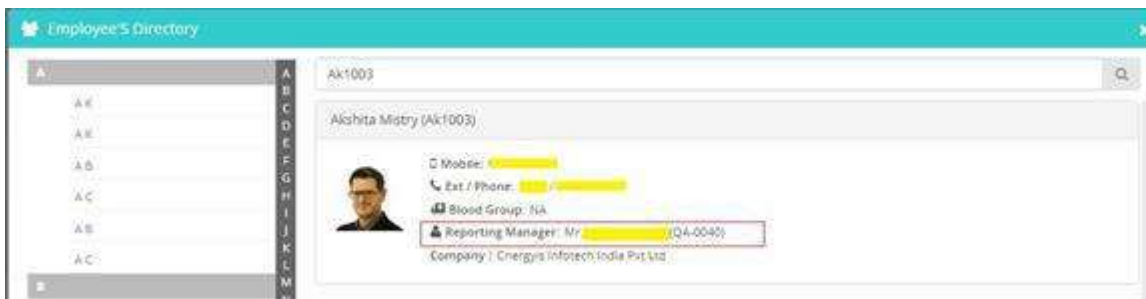 Employee'S Directory
A
AK
AK
AB
AC
AB
AC
B
A
B
C
D
E
F
G
H
I
J
K
L
M
Ak1003
Akshita Mistry (Ak1003)
Mobile:
Ext / Phone: /
Blood Group: NA
Reporting Manager: Mr (QA-0040)
Company : Cnergyis Infotech India Pvt Ltd